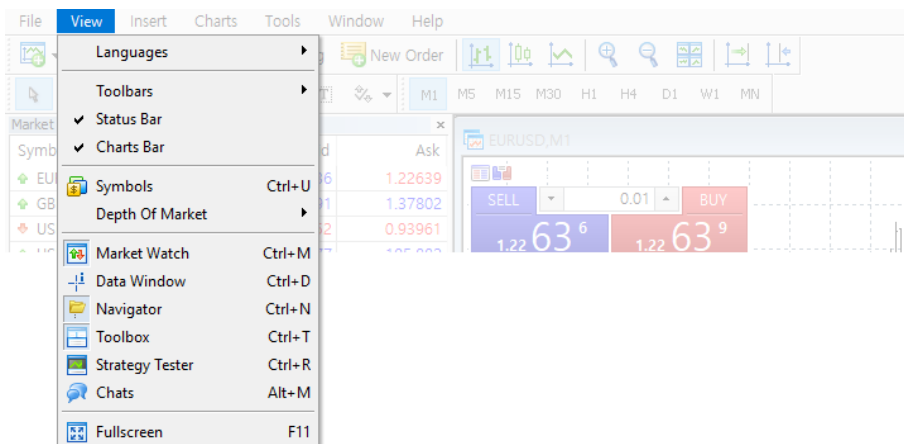 File View Insert Charts Tools Window Help
Languages
New Order
Toolbars
M1 M5 M15 M30 H1 H4 D1 W1 MN
Status Bar
Market
EURUSD,M1
Charts Bar
Ask
Symbols Ctrl+U
1.22639
SELL 0.01 BUY
Depth Of Market
1.37802
0.93961
1.22 63 6 1.22 63 9
Market Watch Ctrl+M
Data Window Ctrl+D
Navigator Ctrl+N
Toolbox Ctrl+T
Strategy Tester Ctrl+R
Chats Alt+M
Fullscreen F11